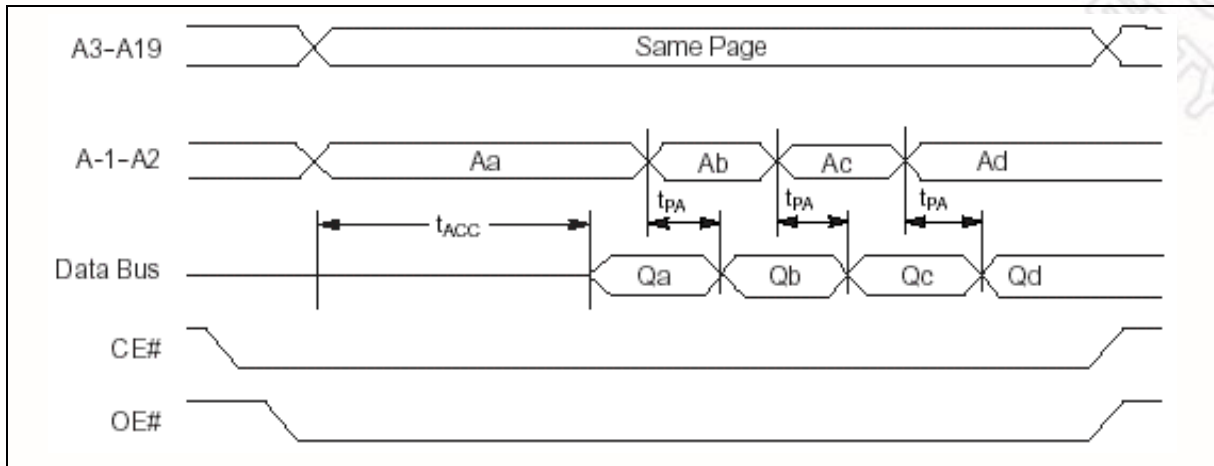 A3-A19 Same Page
A-1-A2 Aa Ab Ac Ad
tPA tPA tPA
tACC
Data Bus Qa Qb Qc Qd
CE#
OE#